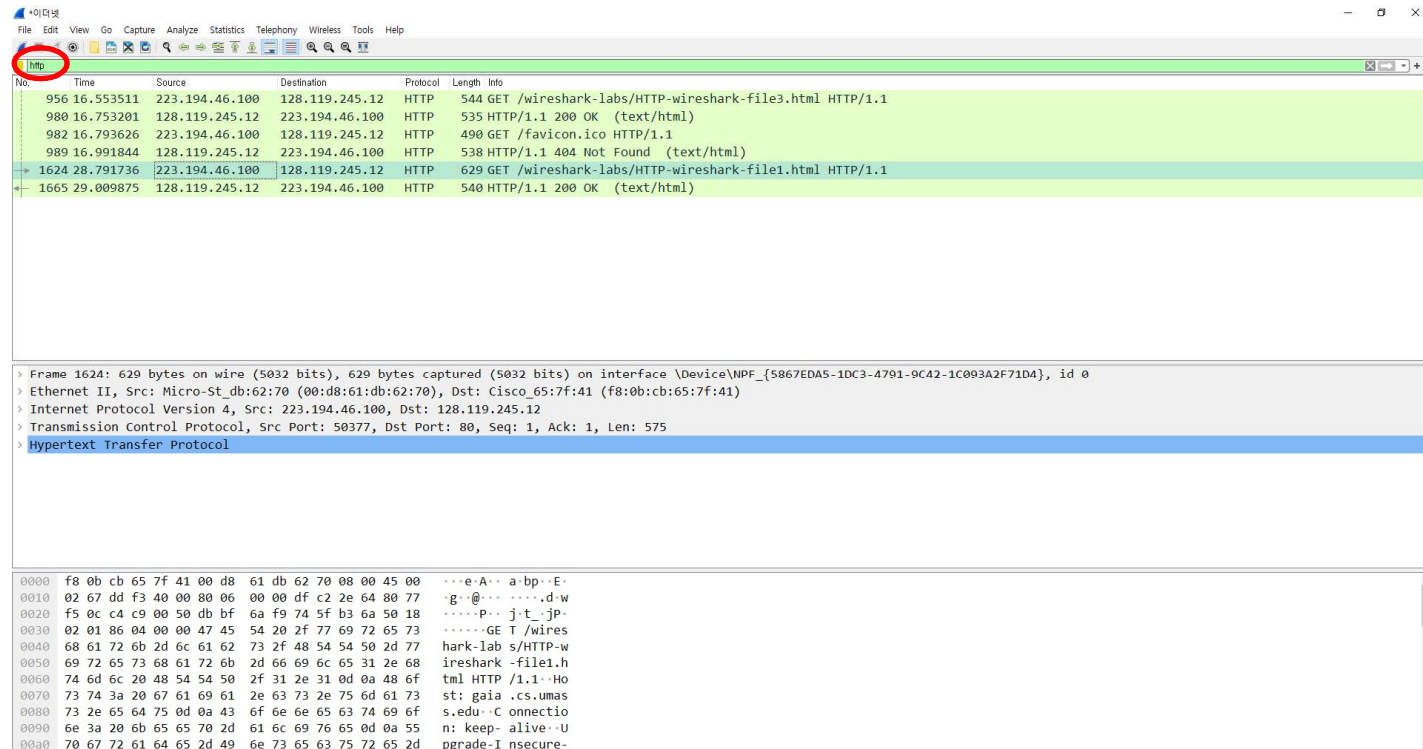 *이더넷
File Edit View Go Capture Analyze Statistics Telephony Wireless Tools Help
http
No. Time Source Destination Protocol Length Info
956 16.553511 223.194.46.100 128.119.245.12 HTTP 544 GET /wireshark-labs/HTTP-wireshark-file3.html HTTP/1.1
980 16.753201 128.119.245.12 223.194.46.100 HTTP 535 HTTP/1.1 200 OK (text/html)
982 16.793626 223.194.46.100 128.119.245.12 HTTP 490 GET /favicon.ico HTTP/1.1
989 16.991844 128.119.245.12 223.194.46.100 HTTP 538 HTTP/1.1 404 Not Found (text/html)
1624 28.791736 223.194.46.100 128.119.245.12 HTTP 629 GET /wireshark-labs/HTTP-wireshark-file1.html HTTP/1.1
1665 29.009875 128.119.245.12 223.194.46.100 HTTP 540 HTTP/1.1 200 OK (text/html)
Frame 1624: 629 bytes on wire (5032 bits), 629 bytes captured (5032 bits) on interface \Device\NPF_{5867EDA5-1DC3-4791-9C42-1C093A2F71D4}, id 0
Ethernet II, Src: Micro-St_db:62:70 (00:d8:61:db:62:70), Dst: Cisco_65:7f:41 (f8:0b:cb:65:7f:41)
Internet Protocol Version 4, Src: 223.194.46.100, Dst: 128.119.245.12
Transmission Control Protocol, Src Port: 50377, Dst Port: 80, Seq: 1, Ack: 1, Len: 575
Hypertext Transfer Protocol
0000 f8 0b cb 65 7f 41 00 d8 61 db 62 70 08 00 45 00 ···e·A·· a·bp··E·
0010 02 67 dd f3 40 00 80 06 00 00 df c2 2e 64 80 77 ·g··@··· ····.d·w
0020 f5 0c c4 c9 00 50 db bf 6a f9 74 5f b3 6a 50 18 ·····P·· j·t_·jP·
0030 02 01 86 04 00 00 47 45 54 20 2f 77 69 72 65 73 ······GE T /wires
0040 68 61 72 6b 2d 6c 61 62 73 2f 48 54 54 50 2d 77 hark-lab s/HTTP-w
0050 69 72 65 73 68 61 72 6b 2d 66 69 6c 65 31 2e 68 ireshark -file1.h
0060 74 6d 6c 20 48 54 54 50 2f 31 2e 31 0d 0a 48 6f tml HTTP /1.1··Ho
0070 73 74 3a 20 67 61 69 61 2e 63 73 2e 75 6d 61 73 st: gaia .cs.umas
0080 73 2e 65 64 75 0d 0a 43 6f 6e 6e 65 63 74 69 6f s.edu··C onnectio
0090 6e 3a 20 6b 65 65 70 2d 61 6c 69 76 65 0d 0a 55 n: keep- alive··U
00a0 70 67 72 61 64 65 2d 49 6e 73 65 63 75 72 65 2d pgrade-I nsecure-